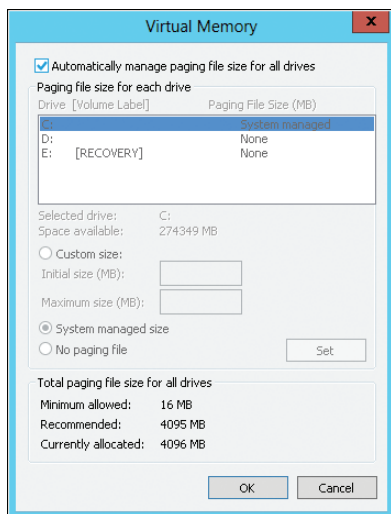 Virtual Memory
x
Automatically manage paging file size for all drives
Paging file size for each drive
Drive [Volume Label] Paging File Size (MB)
C: System managed
D: None
E: [RECOVERY] None
Selected drive: C:
Space available: 274349 MB
Custom size:
Initial size (MB):
Maximum size (MB):
System managed size
No paging file Set
Total paging file size for all drives
Minimum allowed: 16 MB
Recommended: 4095 MB
Currently allocated: 4096 MB
OK Cancel